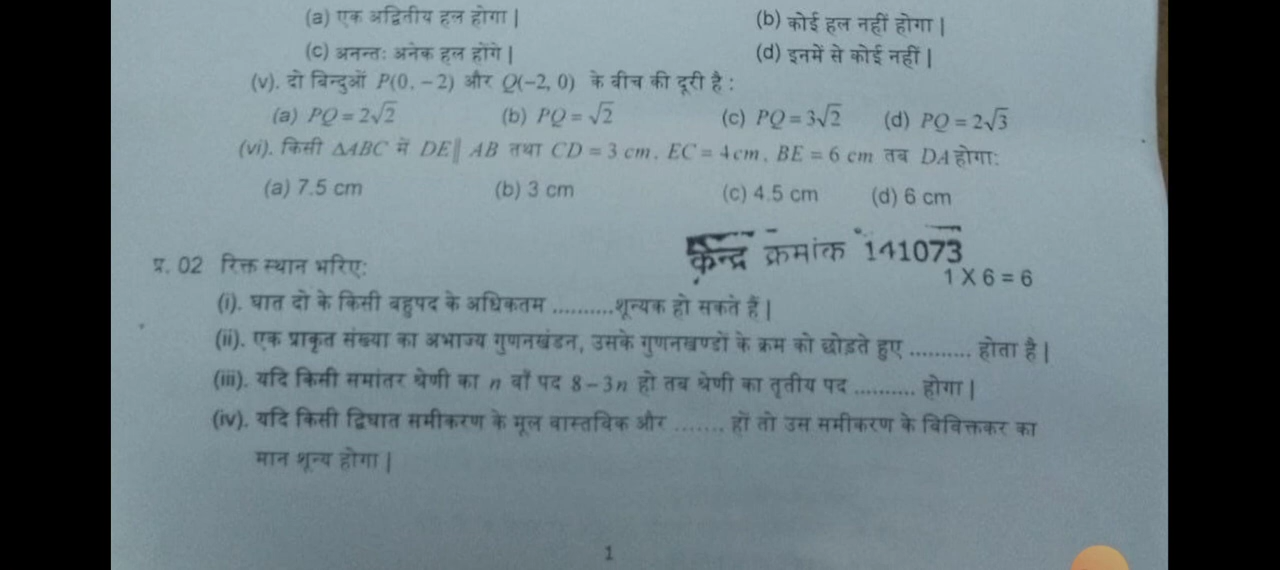 (a) एक अद्वितीय हल होगा | (b) कोई हल नहीं होगा |
(c) अनन्तः अनेक हल होंगे | (d) इनमें से कोई नहीं |
(v). दो बिन्दुओं P(0, −2) और Q(−2, 0) के बीच की दूरी है :
(a) PQ = 2√2 (b) PQ = √2 (c) PQ = 3√2 (d) PQ = 2√3
(vi). किसी ΔABC में DE || AB तथा CD = 3 cm, EC = 4 cm, BE = 6 cm तब DA होगा:
(a) 7.5 cm (b) 3 cm (c) 4.5 cm (d) 6 cm
केन्द्र क्रमांक 141073
प्र. 02 रिक्त स्थान भरिए:
1 X 6 = 6
(i). घात दो के किसी बहुपद के अधिकतम ..........शून्यक हो सकते हैं |
(ii). एक प्राकृत संख्या का अभाज्य गुणनखंडन, उसके गुणनखण्डों के क्रम को छोड़ते हुए .......... होता है |
(iii). यदि किसी समांतर श्रेणी का n वाँ पद 8 − 3n हो तब श्रेणी का तृतीय पद .......... होगा |
(iv). यदि किसी द्विघात समीकरण के मूल वास्तविक और ....... हों तो उस समीकरण के विविक्तकर का
मान शून्य होगा |
1